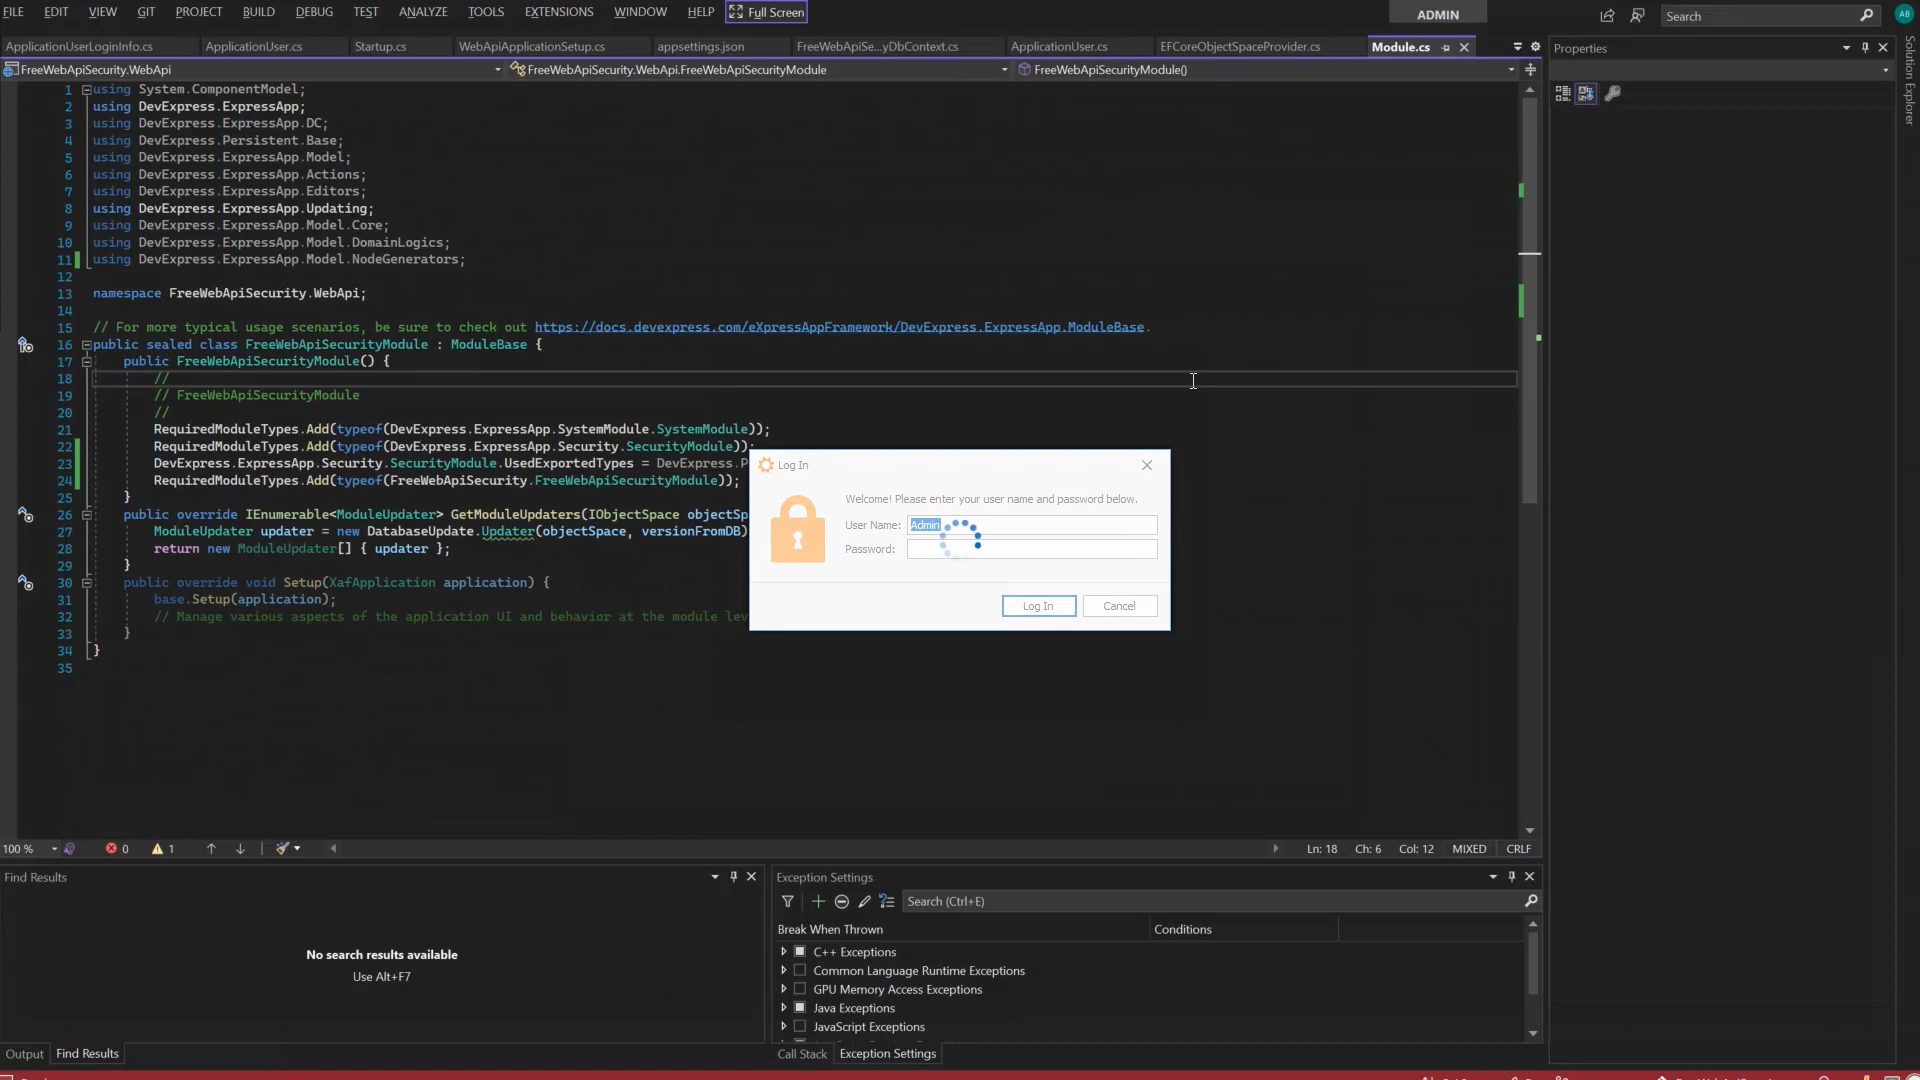 FILE EDIT VIEW GIT PROJECT BUILD DEBUG TEST ANALYZE TOOLS EXTENSIONS WINDOW HELP Full Screen ADMIN Search AB
ApplicationUserLoginInfo.cs ApplicationUser.cs Startup.cs WebApiApplicationSetup.cs appsettings.json FreeWebApiSe...yDbContext.cs ApplicationUser.cs EFCoreObjectSpaceProvider.cs Module.cs
FreeWebApiSecurity.WebApi FreeWebApiSecurity.WebApi.FreeWebApiSecurityModule FreeWebApiSecurityModule()
1 using System.ComponentModel;
2 using DevExpress.ExpressApp;
3 using DevExpress.ExpressApp.DC;
4 using DevExpress.Persistent.Base;
5 using DevExpress.ExpressApp.Model;
6 using DevExpress.ExpressApp.Actions;
7 using DevExpress.ExpressApp.Editors;
8 using DevExpress.ExpressApp.Updating;
9 using DevExpress.ExpressApp.Model.Core;
10 using DevExpress.ExpressApp.Model.DomainLogics;
11 using DevExpress.ExpressApp.Model.NodeGenerators;
12
13 namespace FreeWebApiSecurity.WebApi;
14
15 // For more typical usage scenarios, be sure to check out https://docs.devexpress.com/eXpressAppFramework/DevExpress.ExpressApp.ModuleBase.
16 public sealed class FreeWebApiSecurityModule : ModuleBase {
17 public FreeWebApiSecurityModule() {
18 //
19 // FreeWebApiSecurityModule
20 //
21 RequiredModuleTypes.Add(typeof(DevExpress.ExpressApp.SystemModule.SystemModule));
22 RequiredModuleTypes.Add(typeof(DevExpress.ExpressApp.Security.SecurityModule));
23 DevExpress.ExpressApp.Security.SecurityModule.UsedExportedTypes = DevExpress.P
24 RequiredModuleTypes.Add(typeof(FreeWebApiSecurity.FreeWebApiSecurityModule));
25 }
26 public override IEnumerable<ModuleUpdater> GetModuleUpdaters(IObjectSpace objectSp
27 ModuleUpdater updater = new DatabaseUpdate.Updater(objectSpace, versionFromDB)
28 return new ModuleUpdater[] { updater };
29 }
30 public override void Setup(XafApplication application) {
31 base.Setup(application);
32 // Manage various aspects of the application UI and behavior at the module lev
33 }
34 }
35
Log In
Welcome! Please enter your user name and password below.
User Name: Admin
Password:
Log In Cancel
100 % 0 1 Ln: 18 Ch: 6 Col: 12 MIXED CRLF
Find Results
No search results available
Use Alt+F7
Output Find Results
Exception Settings
Search (Ctrl+E)
Break When Thrown Conditions
C++ Exceptions
Common Language Runtime Exceptions
GPU Memory Access Exceptions
Java Exceptions
JavaScript Exceptions
Call Stack Exception Settings
Properties
Solution Explorer